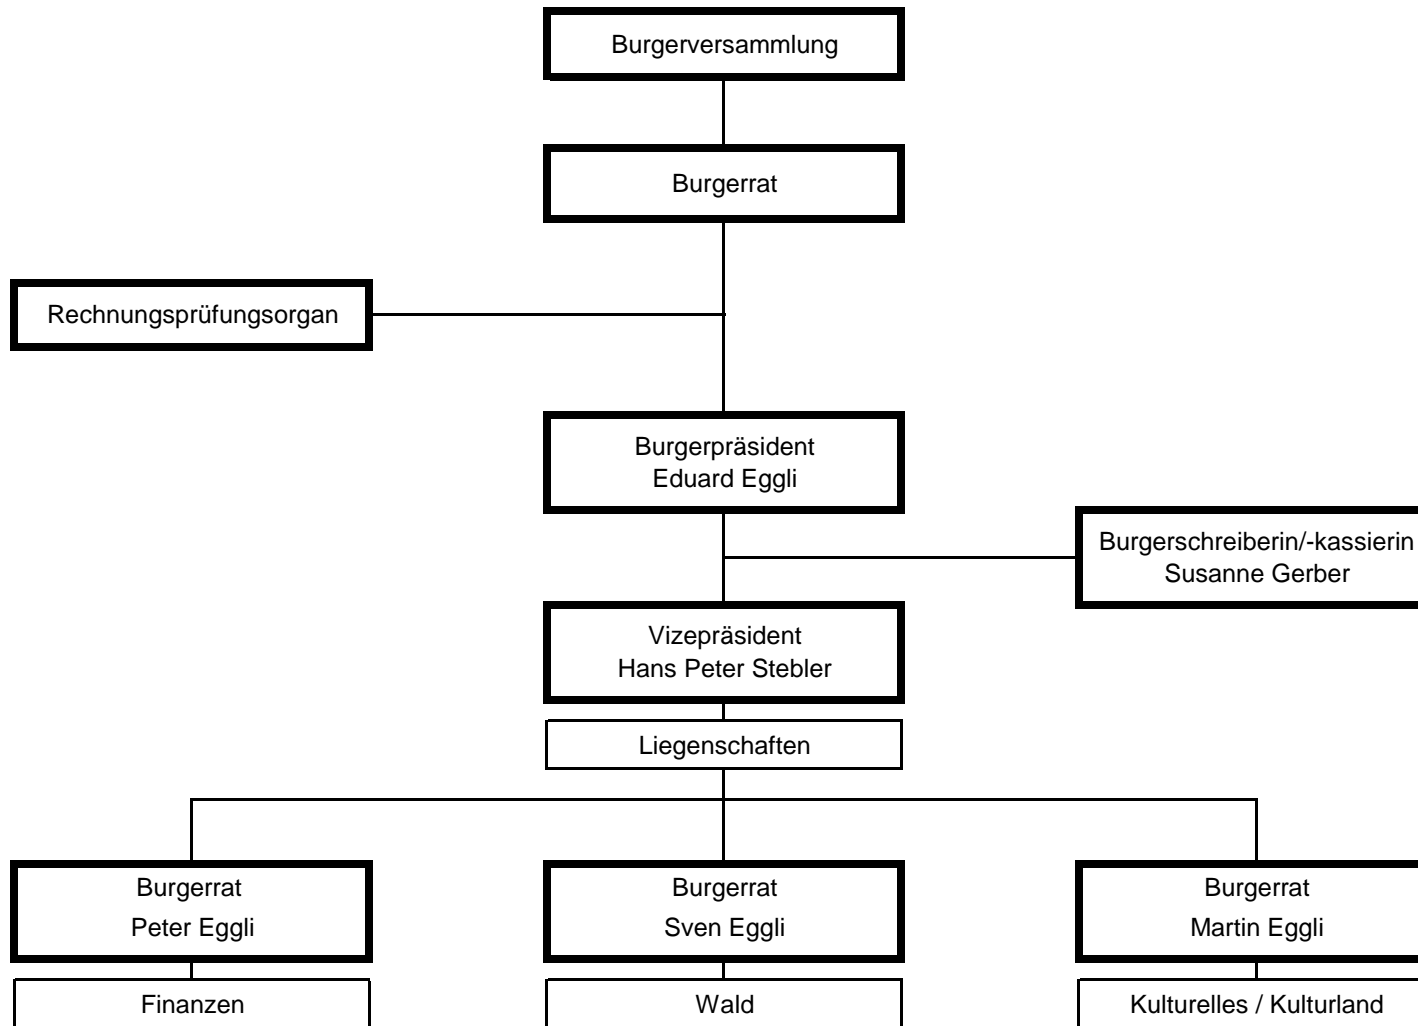 Burgerversammlung
Burgerrat
Rechnungsprüfungsorgan
Burgerpräsident
Eduard Eggli
Burgerschreiberin/-kassierin
Susanne Gerber
Vizepräsident
Hans Peter Stebler
Liegenschaften
Burgerrat
Peter Eggli
Finanzen
Burgerrat
Sven Eggli
Wald
Burgerrat
Martin Eggli
Kulturelles / Kulturland